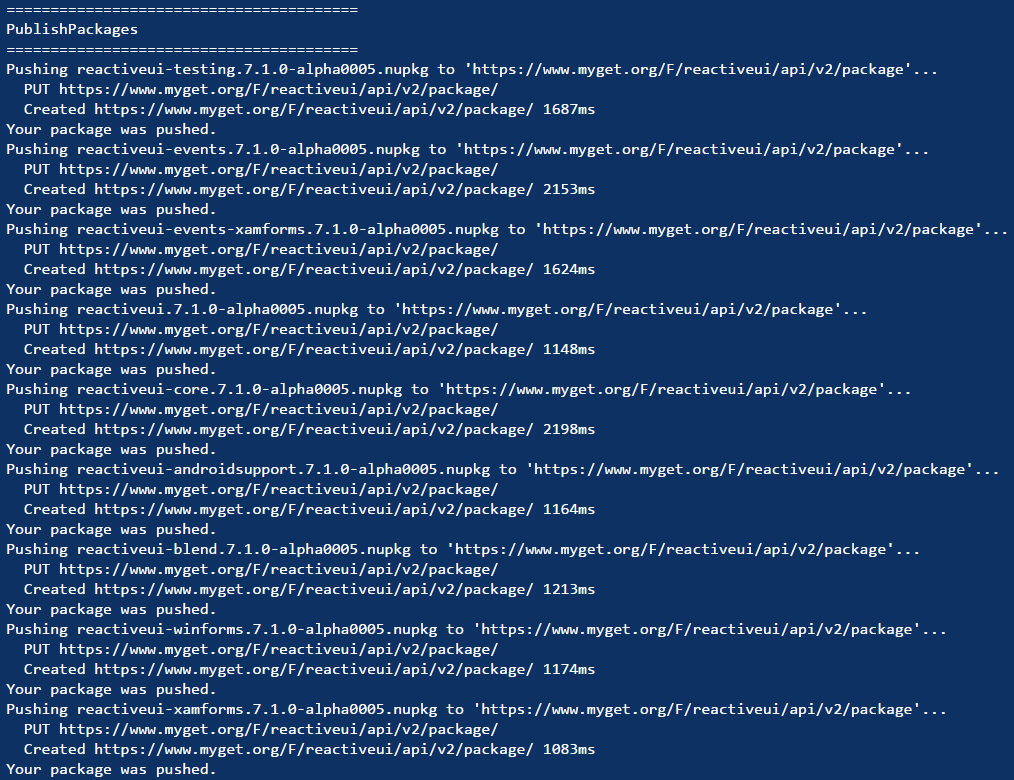 ========================================
PublishPackages
========================================
Pushing reactiveui-testing.7.1.0-alpha0005.nupkg to 'https://www.myget.org/F/reactiveui/api/v2/package'...
  PUT https://www.myget.org/F/reactiveui/api/v2/package/
  Created https://www.myget.org/F/reactiveui/api/v2/package/ 1687ms
Your package was pushed.
Pushing reactiveui-events.7.1.0-alpha0005.nupkg to 'https://www.myget.org/F/reactiveui/api/v2/package'...
  PUT https://www.myget.org/F/reactiveui/api/v2/package/
  Created https://www.myget.org/F/reactiveui/api/v2/package/ 2153ms
Your package was pushed.
Pushing reactiveui-events-xamforms.7.1.0-alpha0005.nupkg to 'https://www.myget.org/F/reactiveui/api/v2/package'...
  PUT https://www.myget.org/F/reactiveui/api/v2/package/
  Created https://www.myget.org/F/reactiveui/api/v2/package/ 1624ms
Your package was pushed.
Pushing reactiveui.7.1.0-alpha0005.nupkg to 'https://www.myget.org/F/reactiveui/api/v2/package'...
  PUT https://www.myget.org/F/reactiveui/api/v2/package/
  Created https://www.myget.org/F/reactiveui/api/v2/package/ 1148ms
Your package was pushed.
Pushing reactiveui-core.7.1.0-alpha0005.nupkg to 'https://www.myget.org/F/reactiveui/api/v2/package'...
  PUT https://www.myget.org/F/reactiveui/api/v2/package/
  Created https://www.myget.org/F/reactiveui/api/v2/package/ 2198ms
Your package was pushed.
Pushing reactiveui-androidsupport.7.1.0-alpha0005.nupkg to 'https://www.myget.org/F/reactiveui/api/v2/package'...
  PUT https://www.myget.org/F/reactiveui/api/v2/package/
  Created https://www.myget.org/F/reactiveui/api/v2/package/ 1164ms
Your package was pushed.
Pushing reactiveui-blend.7.1.0-alpha0005.nupkg to 'https://www.myget.org/F/reactiveui/api/v2/package'...
  PUT https://www.myget.org/F/reactiveui/api/v2/package/
  Created https://www.myget.org/F/reactiveui/api/v2/package/ 1213ms
Your package was pushed.
Pushing reactiveui-winforms.7.1.0-alpha0005.nupkg to 'https://www.myget.org/F/reactiveui/api/v2/package'...
  PUT https://www.myget.org/F/reactiveui/api/v2/package/
  Created https://www.myget.org/F/reactiveui/api/v2/package/ 1174ms
Your package was pushed.
Pushing reactiveui-xamforms.7.1.0-alpha0005.nupkg to 'https://www.myget.org/F/reactiveui/api/v2/package'...
  PUT https://www.myget.org/F/reactiveui/api/v2/package/
  Created https://www.myget.org/F/reactiveui/api/v2/package/ 1083ms
Your package was pushed.